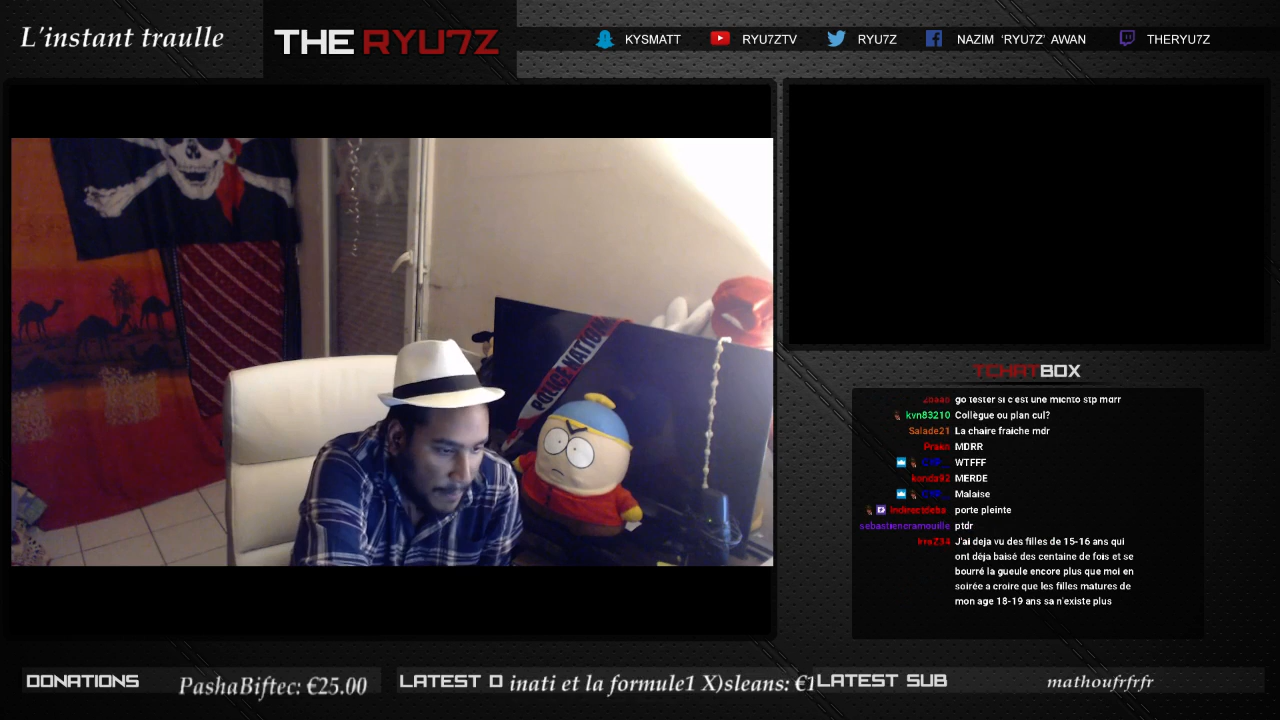 L'instant traulle
THE RYU7Z
KYSMATT
RYU7ZTV
RYU7Z
NAZIM 'RYU7Z' AWAN
THERYU7Z
POLICE NATION
TCHATBOX
go tester si c'est une michto stp mdrr
kvn83210 Collègue ou plan cul?
Salade21 La chaire fraiche mdr
MDRR
WTFFF
konda92 MERDE
Malaise
porte pleinte
ptdr
J'ai deja vu des filles de 15-16 ans qui
ont déja baisé des centaine de fois et se
bourré la gueule encore plus que moi en
soirée a croire que les filles matures de
mon age 18-19 ans sa n'existe plus
DONATIONS
PashaBiftec: €25.00
LATEST D
inati et la formule1 X)sleans: €1
LATEST SUB
mathoufrfrfr